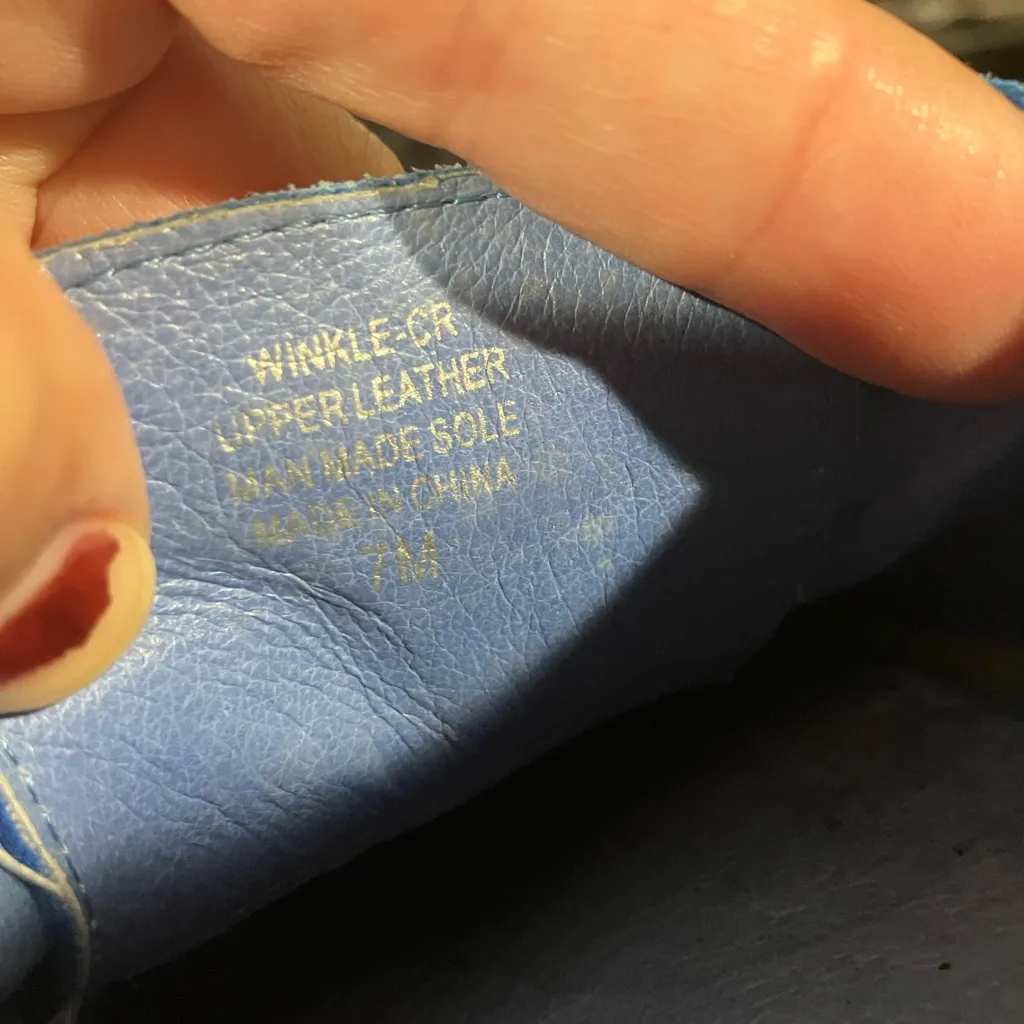 WINKLE-CR
UPPER LEATHER
MAN MADE SOLE
MADE IN CHINA
7M